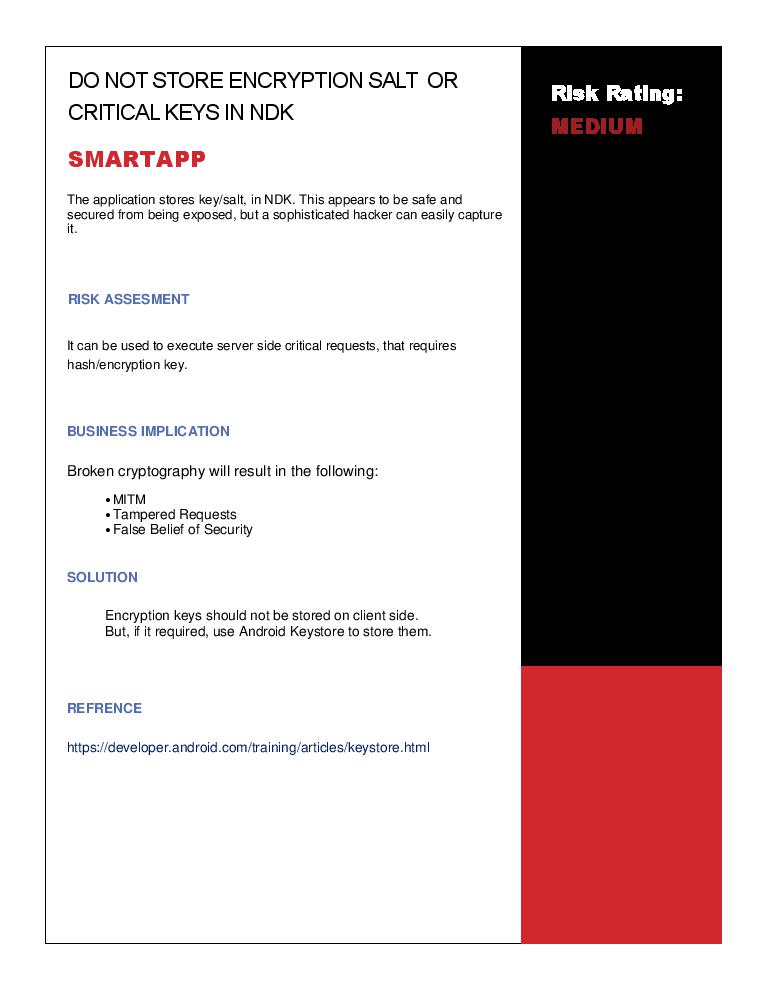 DO NOT STORE ENCRYPTION SALT OR
CRITICAL KEYS IN NDK
SMARTAPP
The application stores key/salt, in NDK. This appears to be safe and
secured from being exposed, but a sophisticated hacker can easily capture
it.
RISK ASSESMENT
It can be used to execute server side critical requests, that requires
hash/encryption key.
BUSINESS IMPLICATION
Broken cryptography will result in the following:
• MITM
• Tampered Requests
• False Belief of Security
SOLUTION
Encryption keys should not be stored on client side.
But, if it required, use Android Keystore to store them.
REFRENCE
https://developer.android.com/training/articles/keystore.html
Risk Rating:
MEDIUM